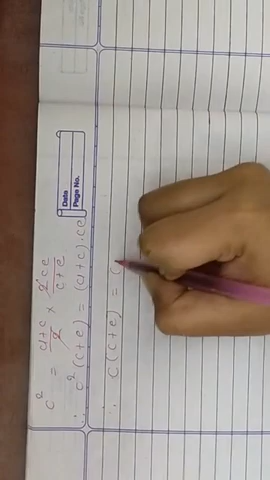 Date
Page No.
c² = d+c/2 × 2ce/c+e
∴ c²(c+e) = (d+c).ce
∴ c(c+e) = (